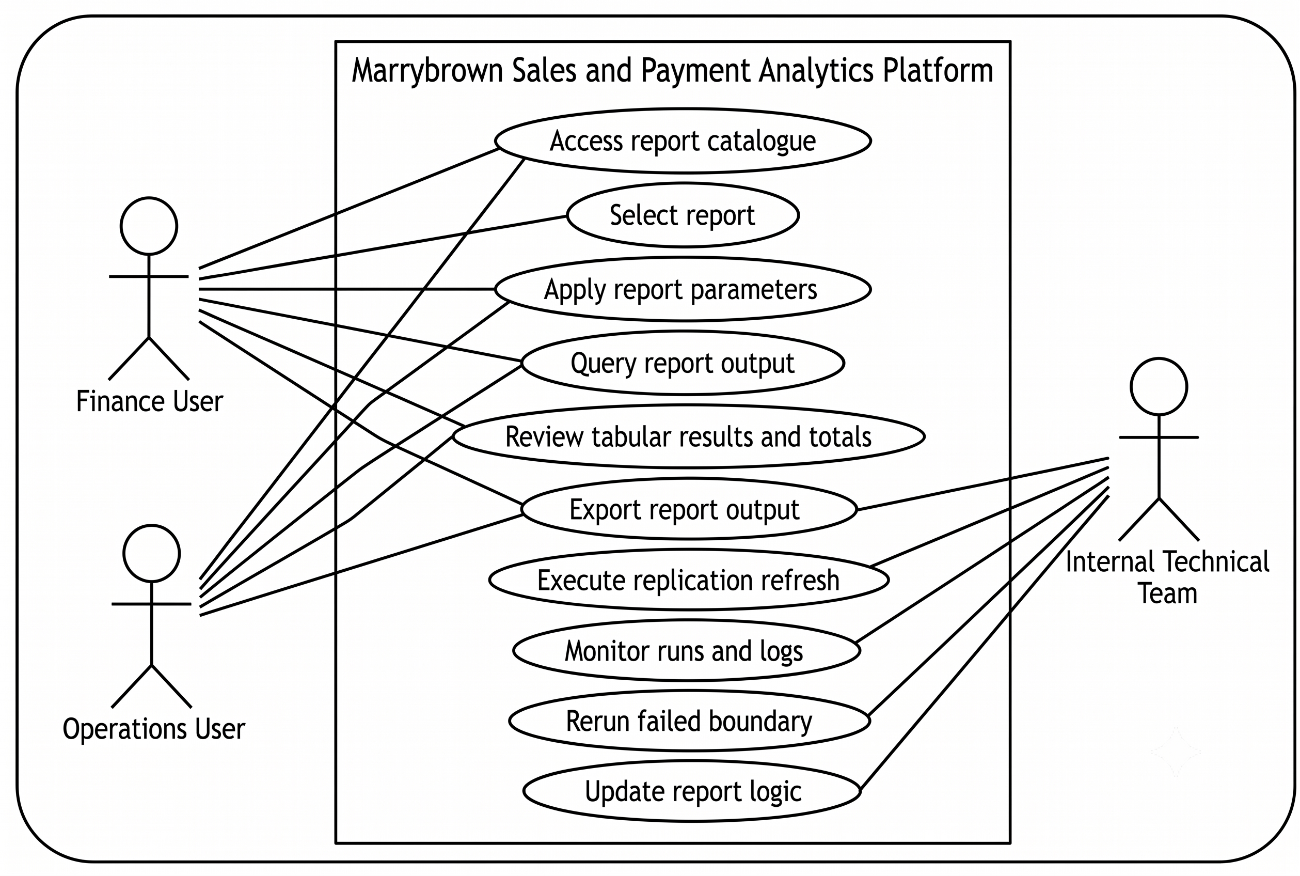 Marrybrown Sales and Payment Analytics Platform
Access report catalogue
Select report
Apply report parameters
Query report output
Review tabular results and totals
Export report output
Execute replication refresh
Monitor runs and logs
Rerun failed boundary
Update report logic
Finance User
Operations User
Internal Technical
Team